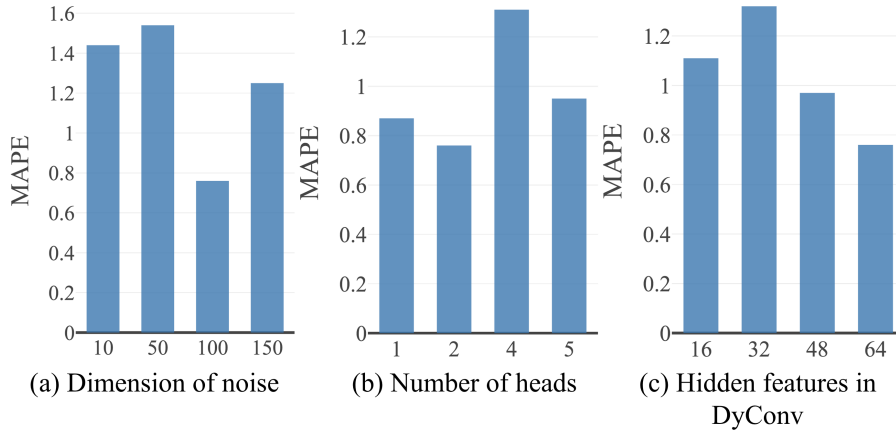 MAPE
1.6
1.4
1.2
1
0.8
0.6
0.4
0.2
0
10 50 100 150
(a) Dimension of noise
MAPE
1.2
1
0.8
0.6
0.4
0.2
0
1 2 4 5
(b) Number of heads
MAPE
1.2
1
0.8
0.6
0.4
0.2
0
16 32 48 64
(c) Hidden features in
DyConv